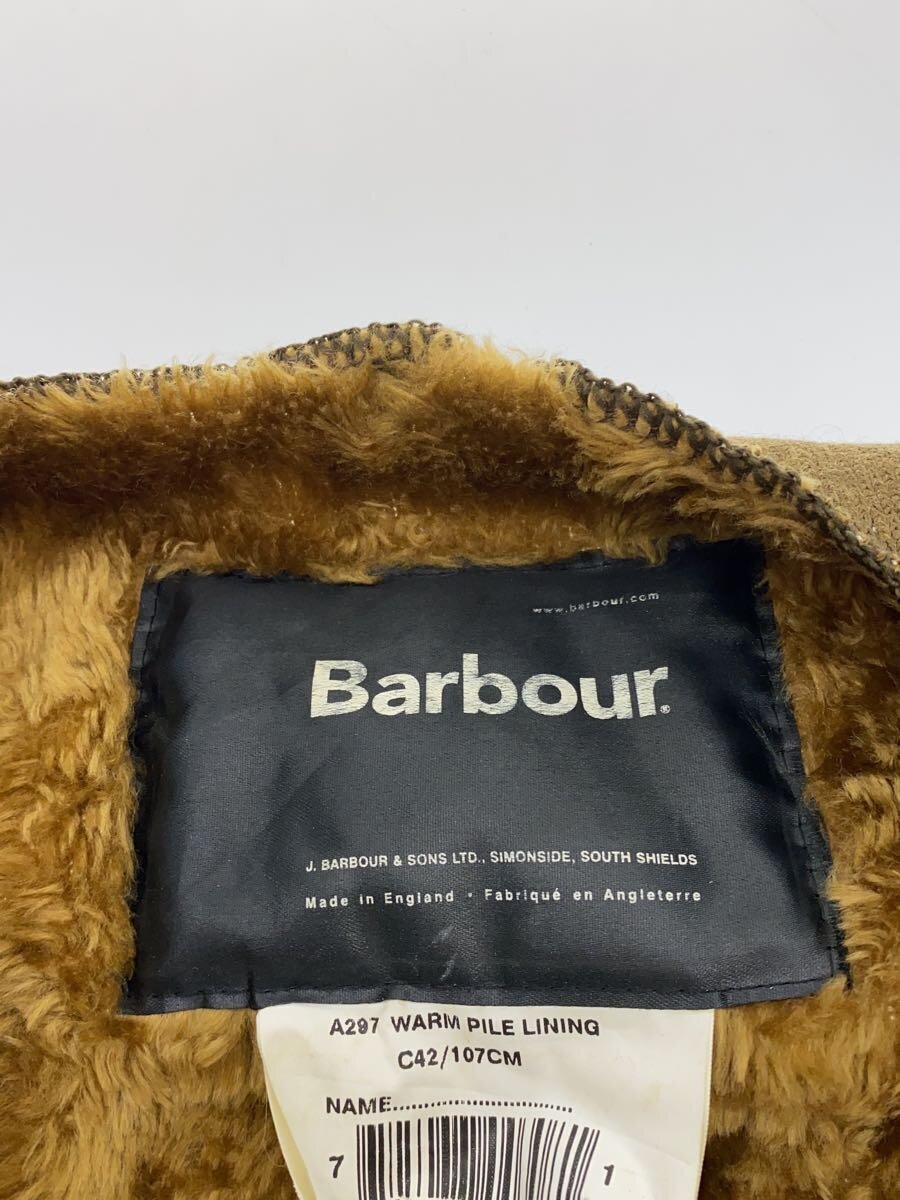 www.barbour.com
Barbour®
J. BARBOUR & SONS LTD., SIMONSIDE, SOUTH SHIELDS
Made in England • Fabriqué en Angleterre
A297 WARM PILE LINING
C42/107CM
NAME..............................
7 1